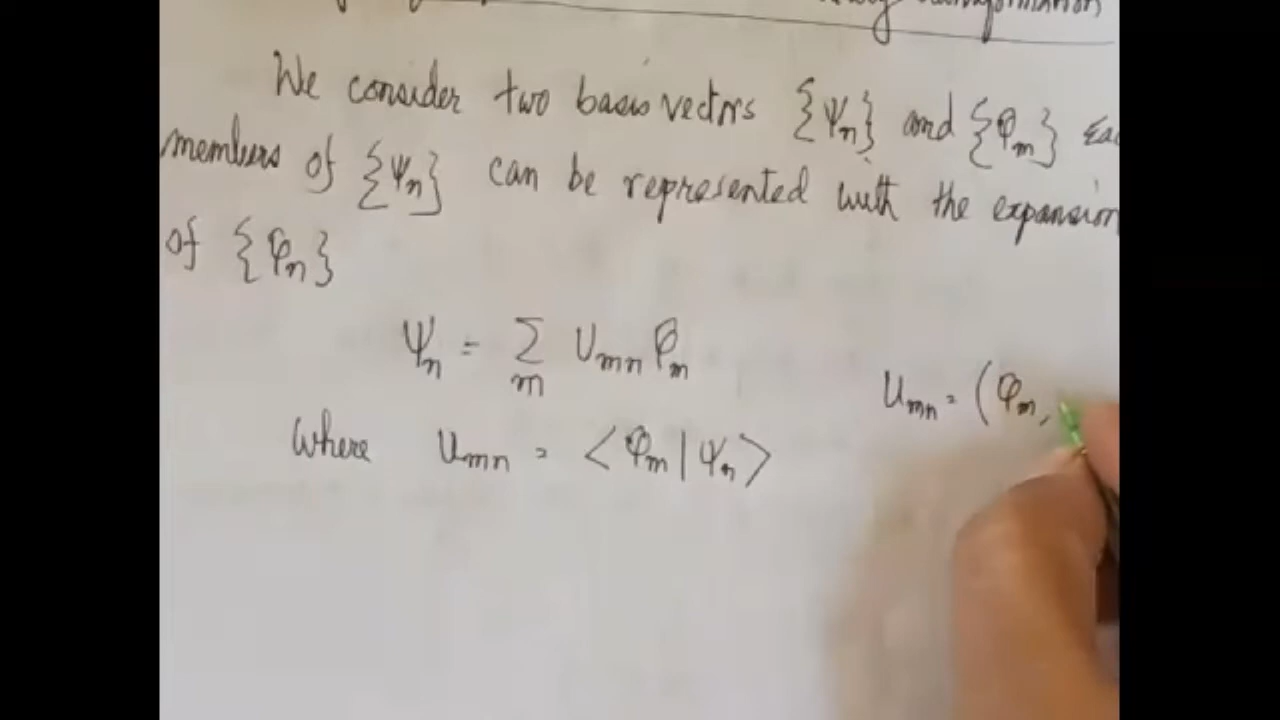 We consider two basis vectors {Ψn} and {φm}
members of {Ψn} can be represented with the expansion
of {φn}
Ψn = Σm Umn φm
Umn = (φm,
where Umn = <φm|Ψn>